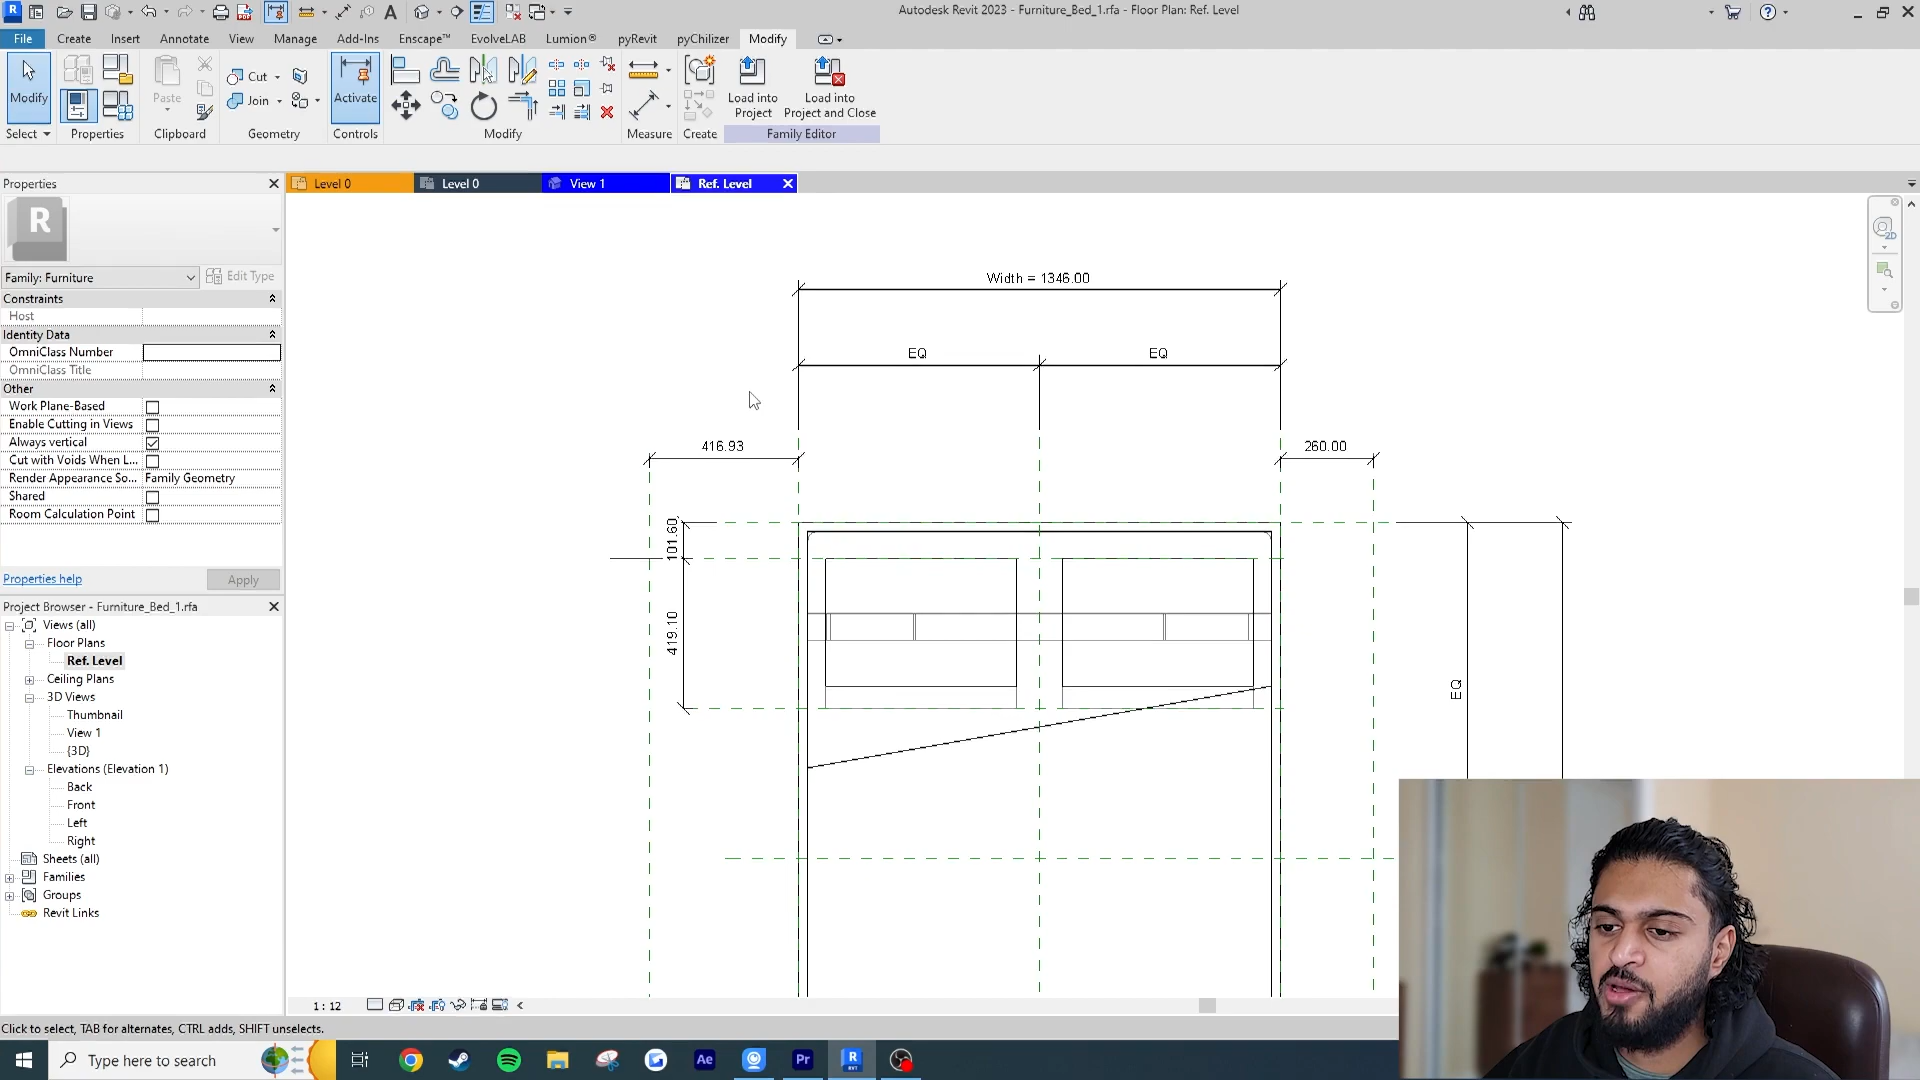 Autodesk Revit 2023 - Furniture_Bed_1.rfa - Floor Plan: Ref. Level
File Create Insert Annotate View Manage Add-Ins Enscape™ EvolveLAB Lumion® pyRevit pyChilizer Modify
Modify
Select
Properties
Paste
Clipboard
Cut
Join
Geometry
Activate
Controls
Modify
Measure
Create
Load into
Project
Load into
Project and Close
Family Editor
Properties
Level 0
Level 0
View 1
Ref. Level
R
Family: Furniture
Edit Type
Constraints
Host
Identity Data
OmniClass Number
OmniClass Title
Other
Work Plane-Based
Enable Cutting in Views
Always vertical
Cut with Voids When L...
Render Appearance So... Family Geometry
Shared
Room Calculation Point
Properties help
Apply
Project Browser - Furniture_Bed_1.rfa
Views (all)
Floor Plans
Ref. Level
Ceiling Plans
3D Views
Thumbnail
View 1
{3D}
Elevations (Elevation 1)
Back
Front
Left
Right
Sheets (all)
Families
Groups
Revit Links
Width = 1346.00
EQ
EQ
416.93
260.00
101.60
419.10
EQ
2D
1 : 12
Click to select, TAB for alternates, CTRL adds, SHIFT unselects.
Type here to search
Ae
Pr
R
RVT